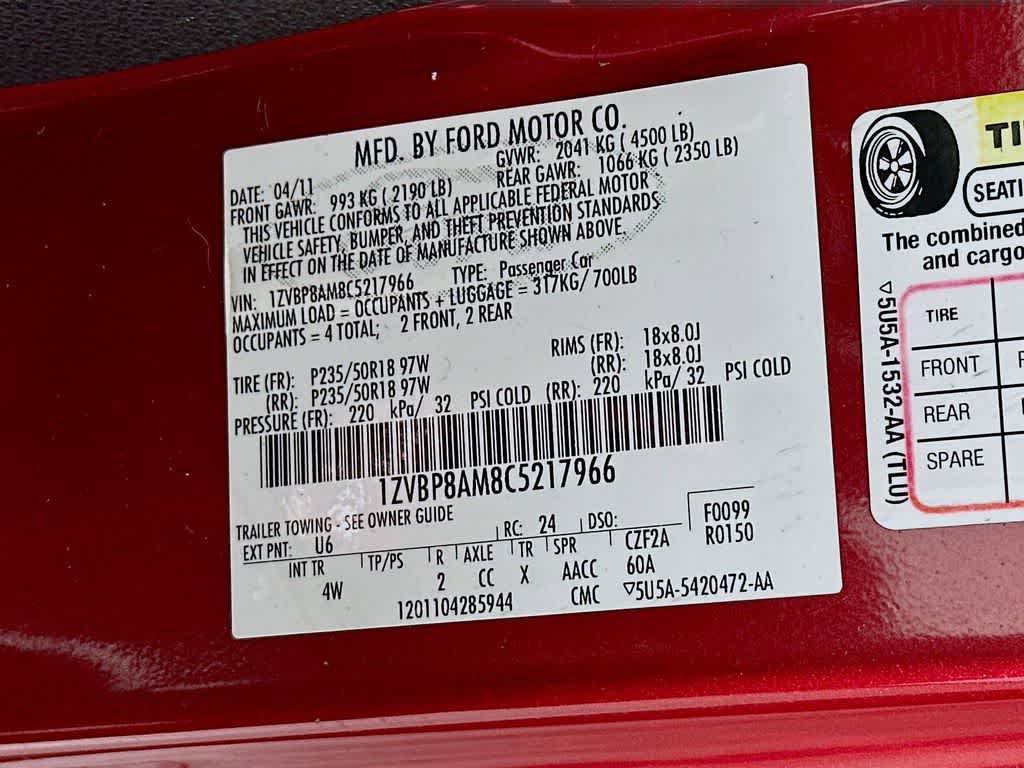 MFD. BY FORD MOTOR CO.
DATE: 04/11 GVWR: 2041 KG ( 4500 LB)
FRONT GAWR: 993 KG ( 2190 LB) REAR GAWR: 1066 KG ( 2350 LB)
THIS VEHICLE CONFORMS TO ALL APPLICABLE FEDERAL MOTOR
VEHICLE SAFETY, BUMPER, AND THEFT PREVENTION STANDARDS
IN EFFECT ON THE DATE OF MANUFACTURE SHOWN ABOVE.
VIN: 1ZVBP8AM8C5217966 TYPE: Passenger Car
MAXIMUM LOAD = OCCUPANTS + LUGGAGE = 317KG/ 700LB
OCCUPANTS = 4 TOTAL; 2 FRONT, 2 REAR
TIRE (FR): P235/50R18 97W RIMS (FR): 18x8.0J
(RR): P235/50R18 97W (RR): 18x8.0J
PRESSURE (FR): 220 kPa/ 32 PSI COLD (RR): 220 kPa/ 32 PSI COLD
1ZVBP8AM8C5217966
TRAILER TOWING - SEE OWNER GUIDE
EXT PNT: U6 RC: 24 DSO: F0099
R0150
INT TR TP/PS R AXLE TR SPR CZF2A
4W 2 CC X AACC 60A
1201104285944 CMC ▽5U5A-5420472-AA
TI
SEATI
The combined
and cargo
TIRE
FRONT
REAR
SPARE
▽5U5A-1532-AA (TLU)